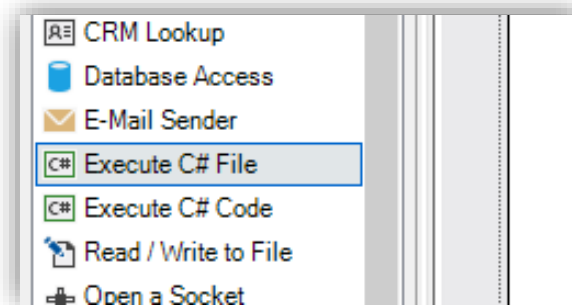 CRM Lookup
Database Access
E-Mail Sender
C# Execute C# File
C# Execute C# Code
Read / Write to File
Open a Socket